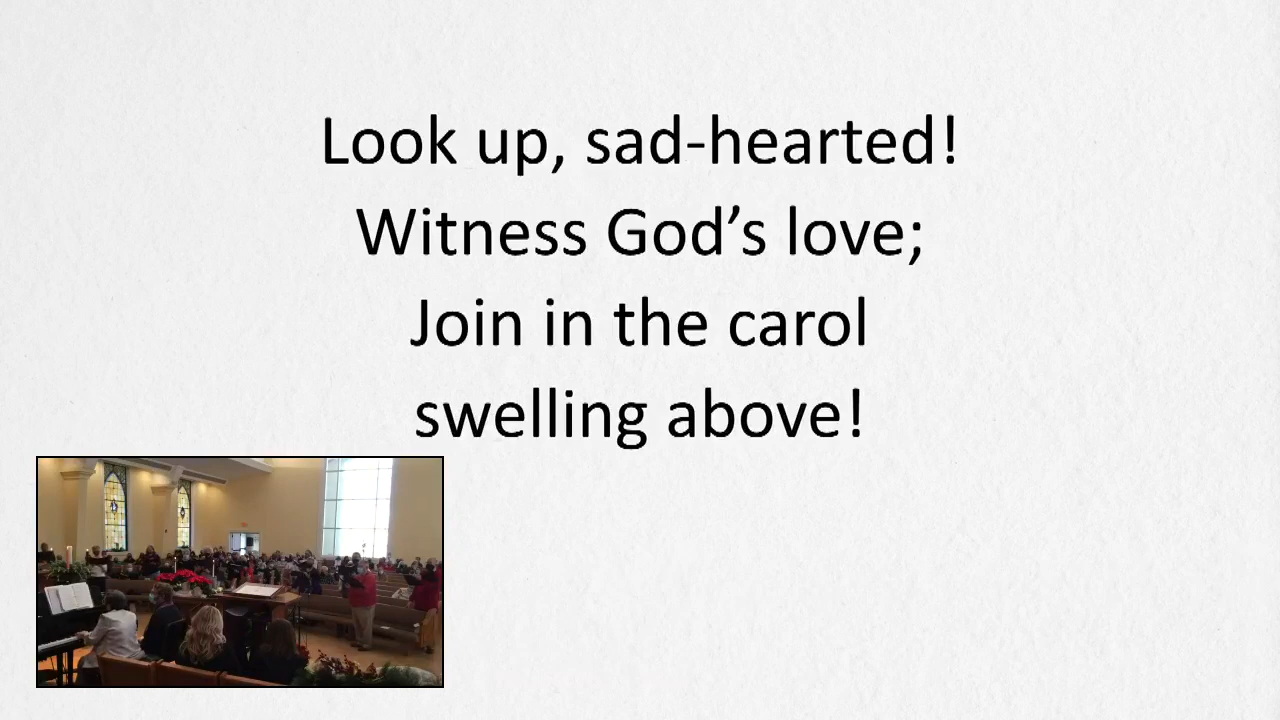 Look up, sad-hearted!
Witness God’s love;
Join in the carol
swelling above!